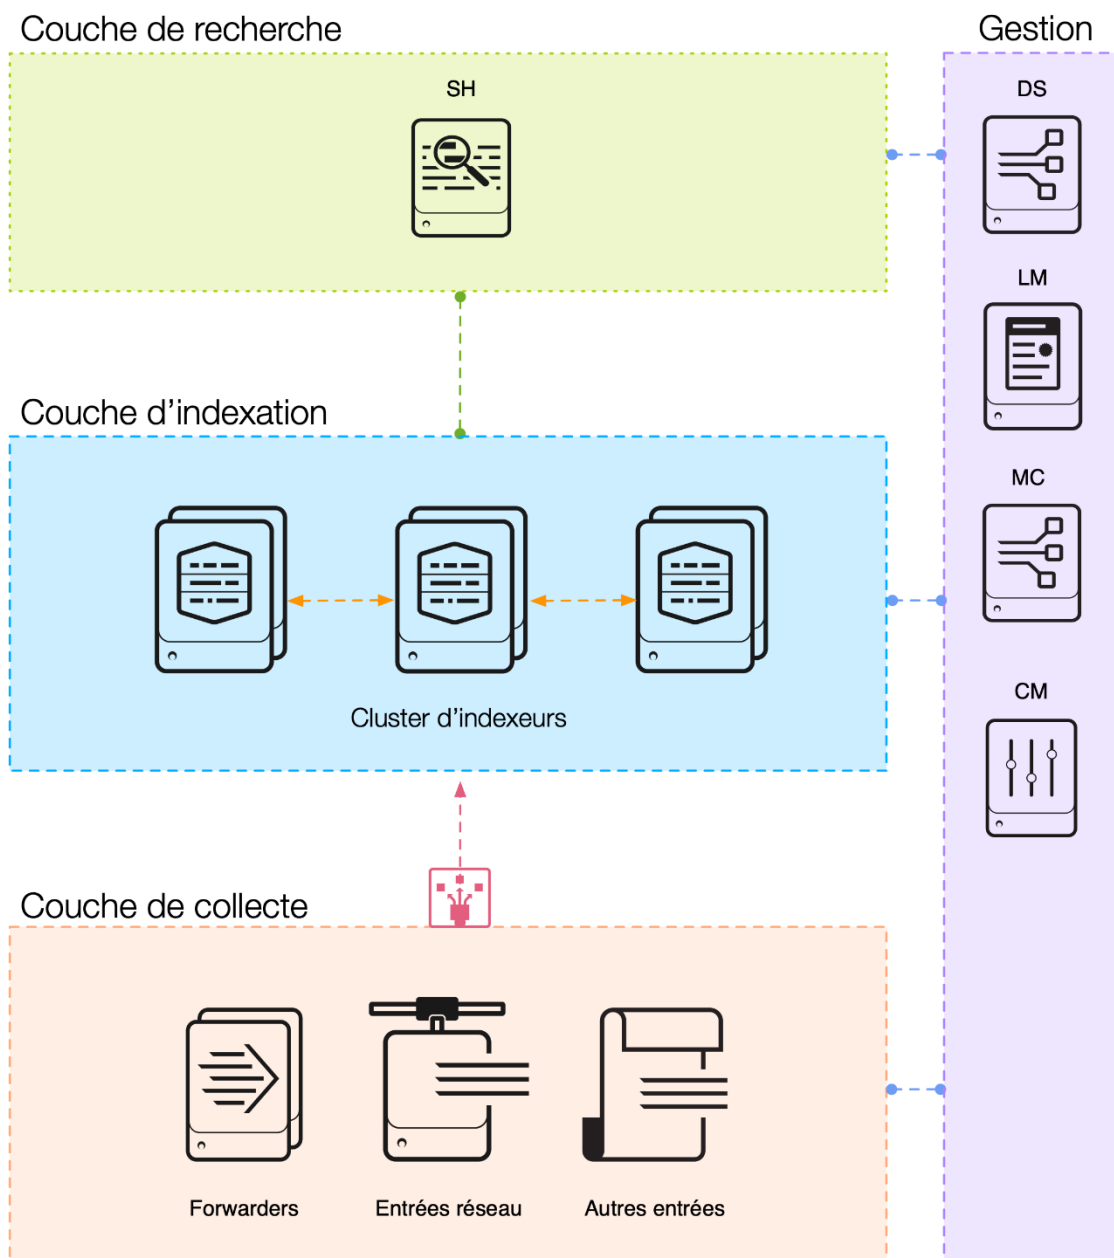 Couche de recherche
Gestion
SH
DS
LM
Couche d’indexation
MC
Cluster d’indexeurs
CM
Couche de collecte
Forwarders
Entrées réseau
Autres entrées